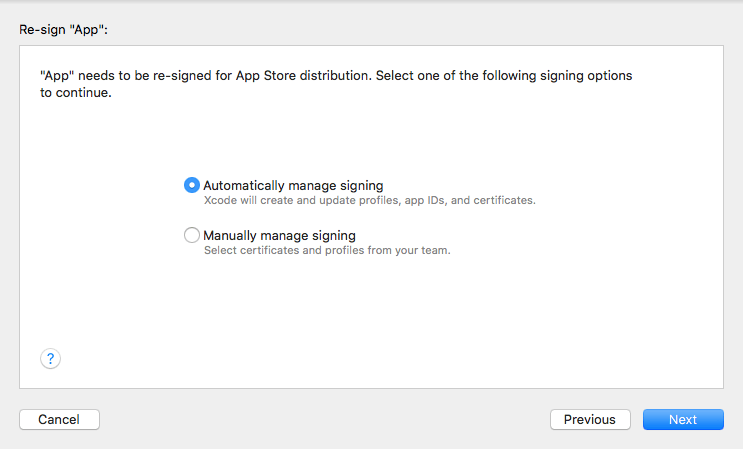 Re-sign "App":
"App" needs to be re-signed for App Store distribution. Select one of the following signing options
to continue.
Automatically manage signing
Xcode will create and update profiles, app IDs, and certificates.
Manually manage signing
Select certificates and profiles from your team.
?
Cancel
Previous
Next